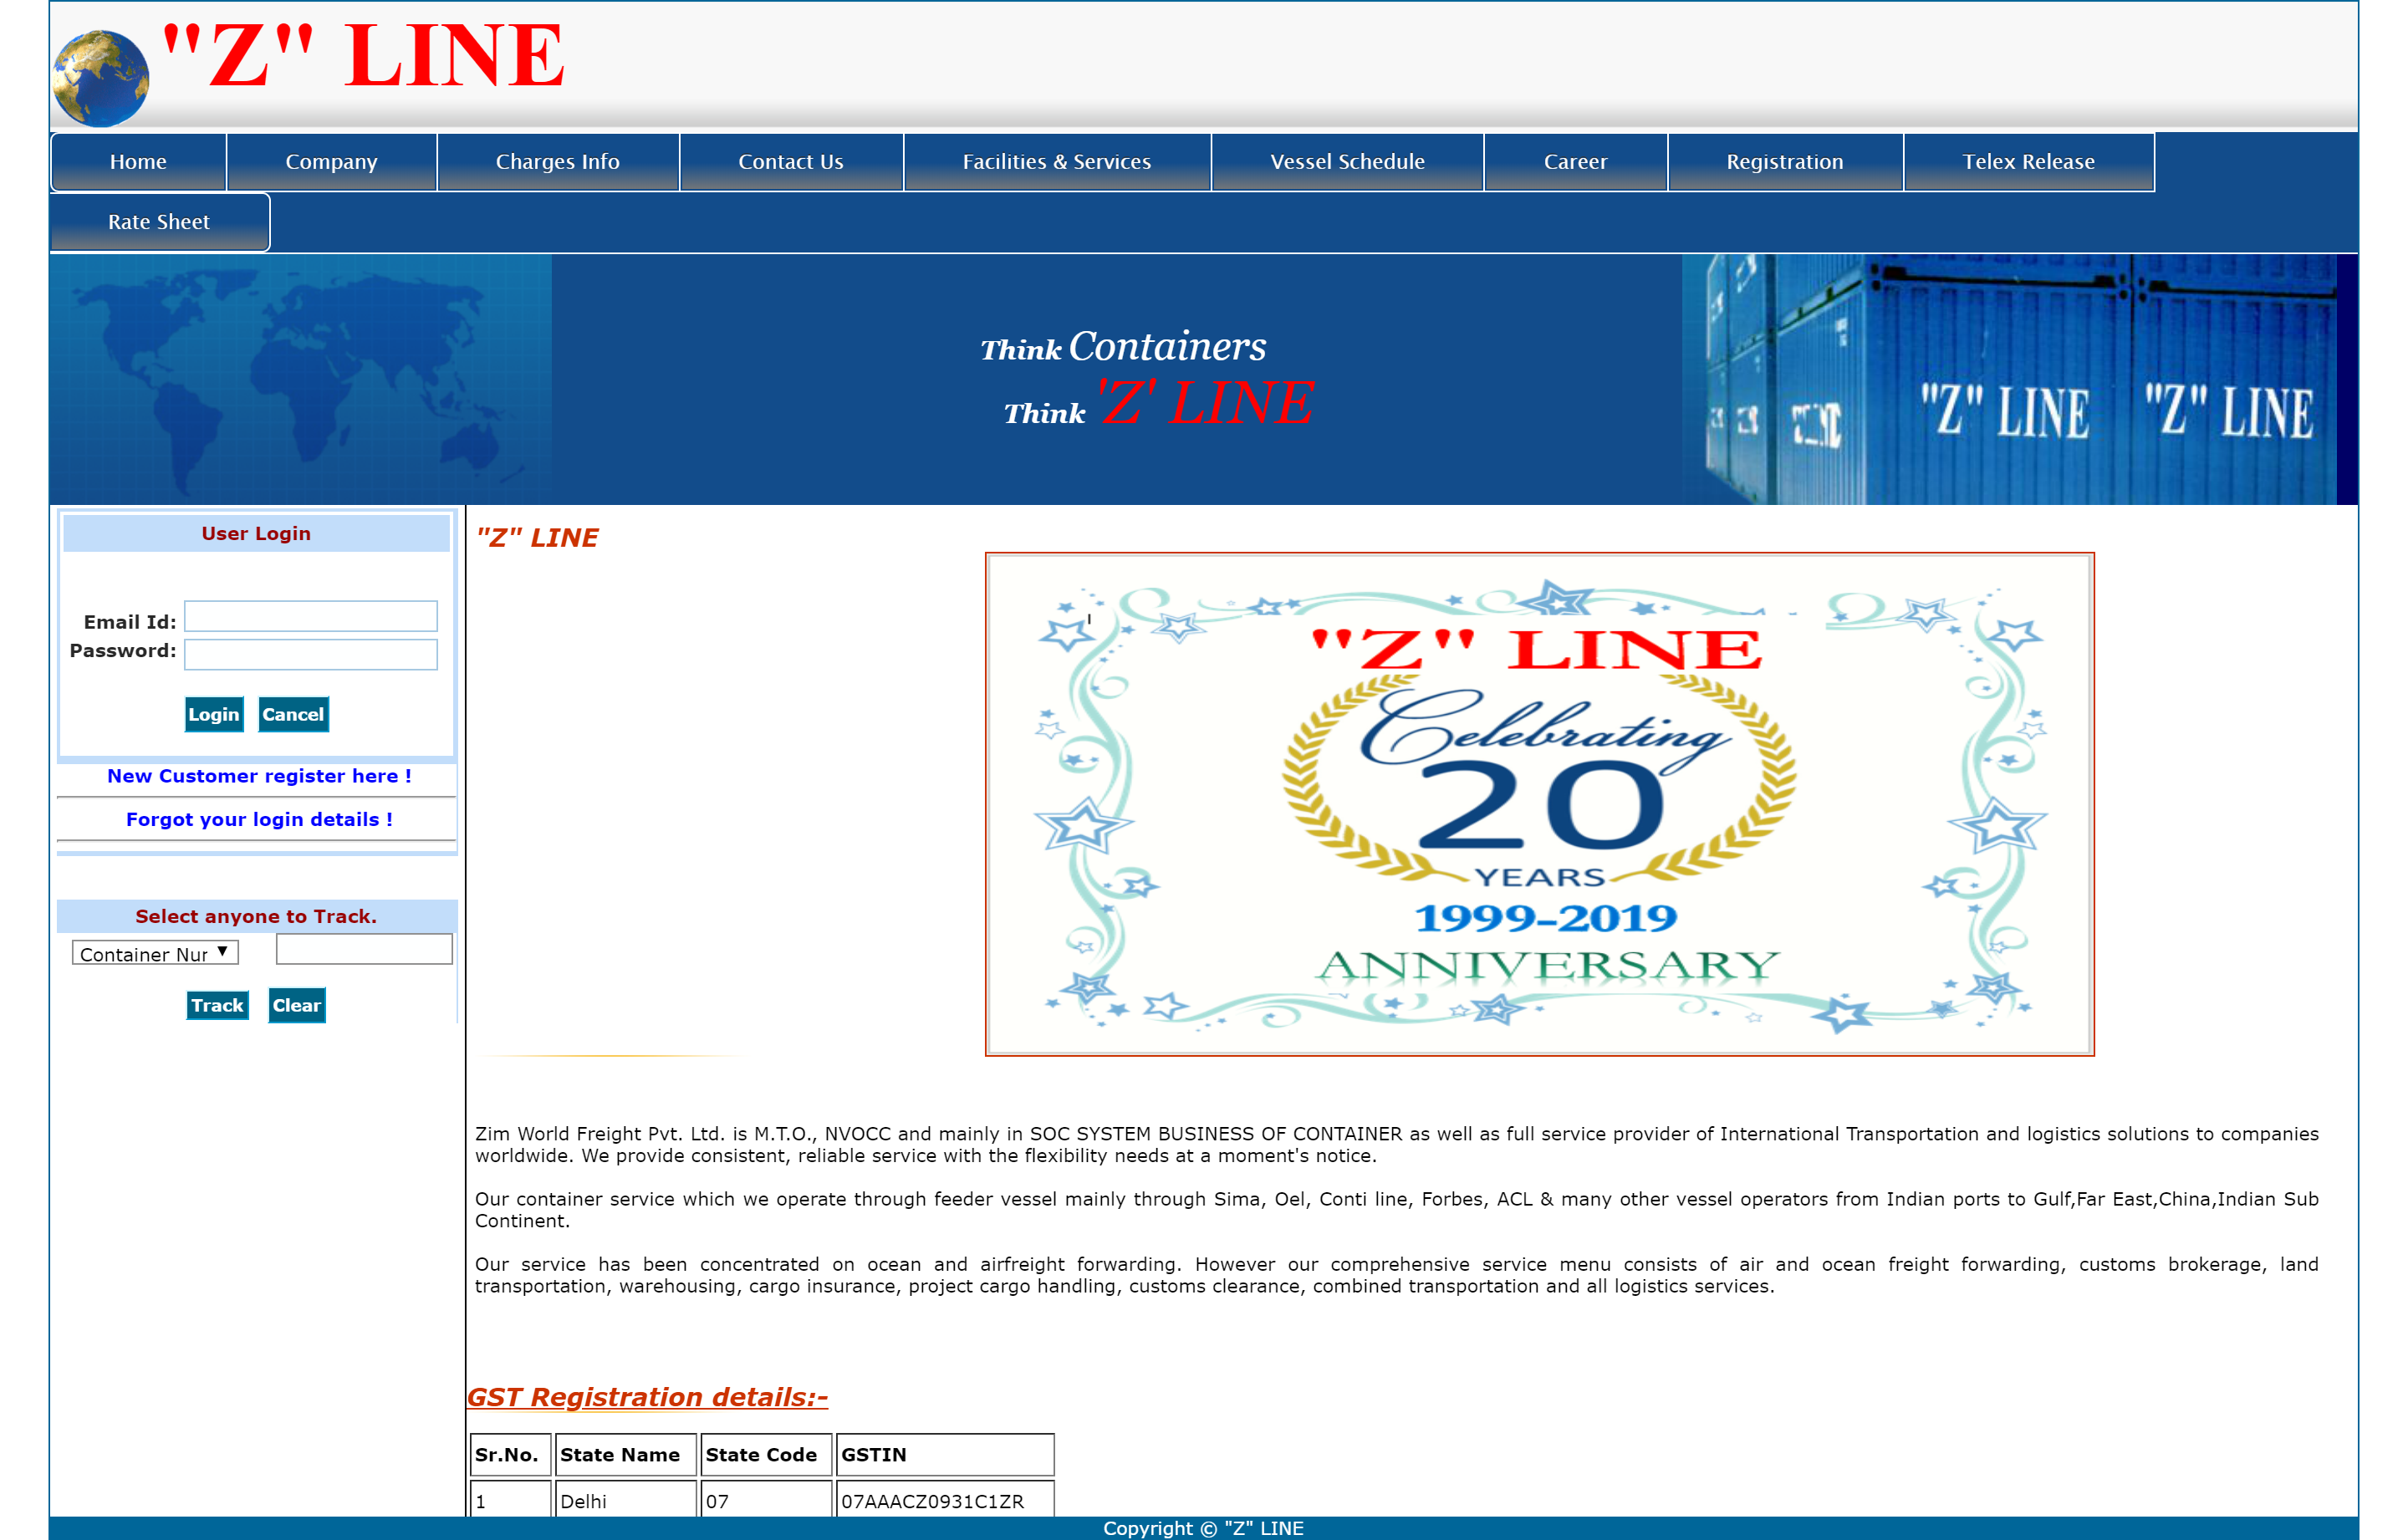 "Z" LINE
Home
Company
Charges Info
Contact Us
Facilities & Services
Vessel Schedule
Career
Registration
Telex Release
Rate Sheet
Think Containers
Think 'Z' LINE
"Z" LINE
"Z" LINE
User Login
Email Id:
Password:
Login
Cancel
New Customer register here !
Forgot your login details !
Select anyone to Track.
Container Nur
Track
Clear
"Z" LINE
"Z" LINE
Celebrating
20
YEARS
1999-2019
ANNIVERSARY
Zim World Freight Pvt. Ltd. is M.T.O., NVOCC and mainly in SOC SYSTEM BUSINESS OF CONTAINER as well as full service provider of International Transportation and logistics solutions to companies
worldwide. We provide consistent, reliable service with the flexibility needs at a moment's notice.
Our container service which we operate through feeder vessel mainly through Sima, Oel, Conti line, Forbes, ACL & many other vessel operators from Indian ports to Gulf,Far East,China,Indian Sub
Continent.
Our service has been concentrated on ocean and airfreight forwarding. However our comprehensive service menu consists of air and ocean freight forwarding, customs brokerage, land
transportation, warehousing, cargo insurance, project cargo handling, customs clearance, combined transportation and all logistics services.
GST Registration details:-
Sr.No. State Name State Code GSTIN
1 Delhi 07 07AAACZ0931C1ZR
Copyright © "Z" LINE